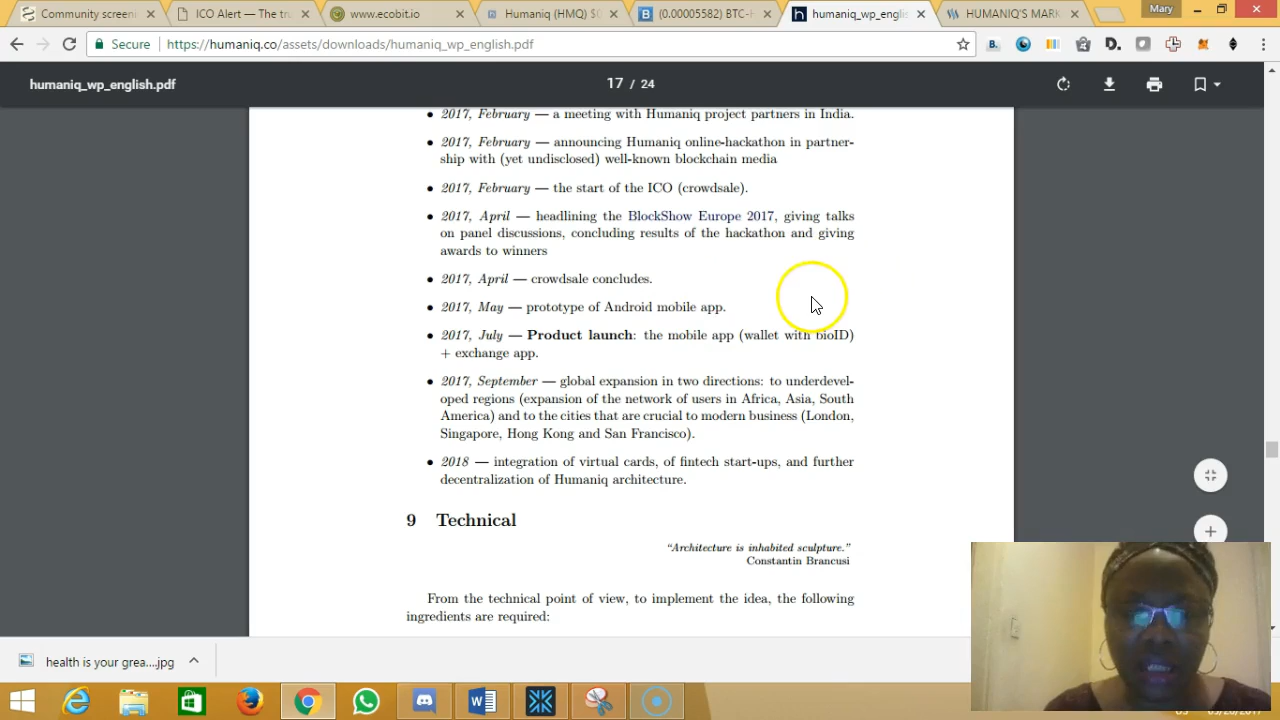 Community screeni
ICO Alert — The tru
www.ecobit.io
Humaniq (HMQ) $0
(0.00005582) BTC-H
humaniq_wp_englis
HUMANIQ'S MARK
Mary
Secure
https://humaniq.co/assets/downloads/humaniq_wp_english.pdf
humaniq_wp_english.pdf
17 / 24
• 2017, February — a meeting with Humaniq project partners in India.
• 2017, February — announcing Humaniq online-hackathon in partner-
ship with (yet undisclosed) well-known blockchain media
• 2017, February — the start of the ICO (crowdsale).
• 2017, April — headlining the BlockShow Europe 2017, giving talks
on panel discussions, concluding results of the hackathon and giving
awards to winners
• 2017, April — crowdsale concludes.
• 2017, May — prototype of Android mobile app.
• 2017, July — Product launch: the mobile app (wallet with bioID)
+ exchange app.
• 2017, September — global expansion in two directions: to underdevel-
oped regions (expansion of the network of users in Africa, Asia, South
America) and to the cities that are crucial to modern business (London,
Singapore, Hong Kong and San Francisco).
• 2018 — integration of virtual cards, of fintech start-ups, and further
decentralization of Humaniq architecture.
9 Technical
“Architecture is inhabited sculpture.”
Constantin Brancusi
From the technical point of view, to implement the idea, the following
ingredients are required:
health is your grea....jpg